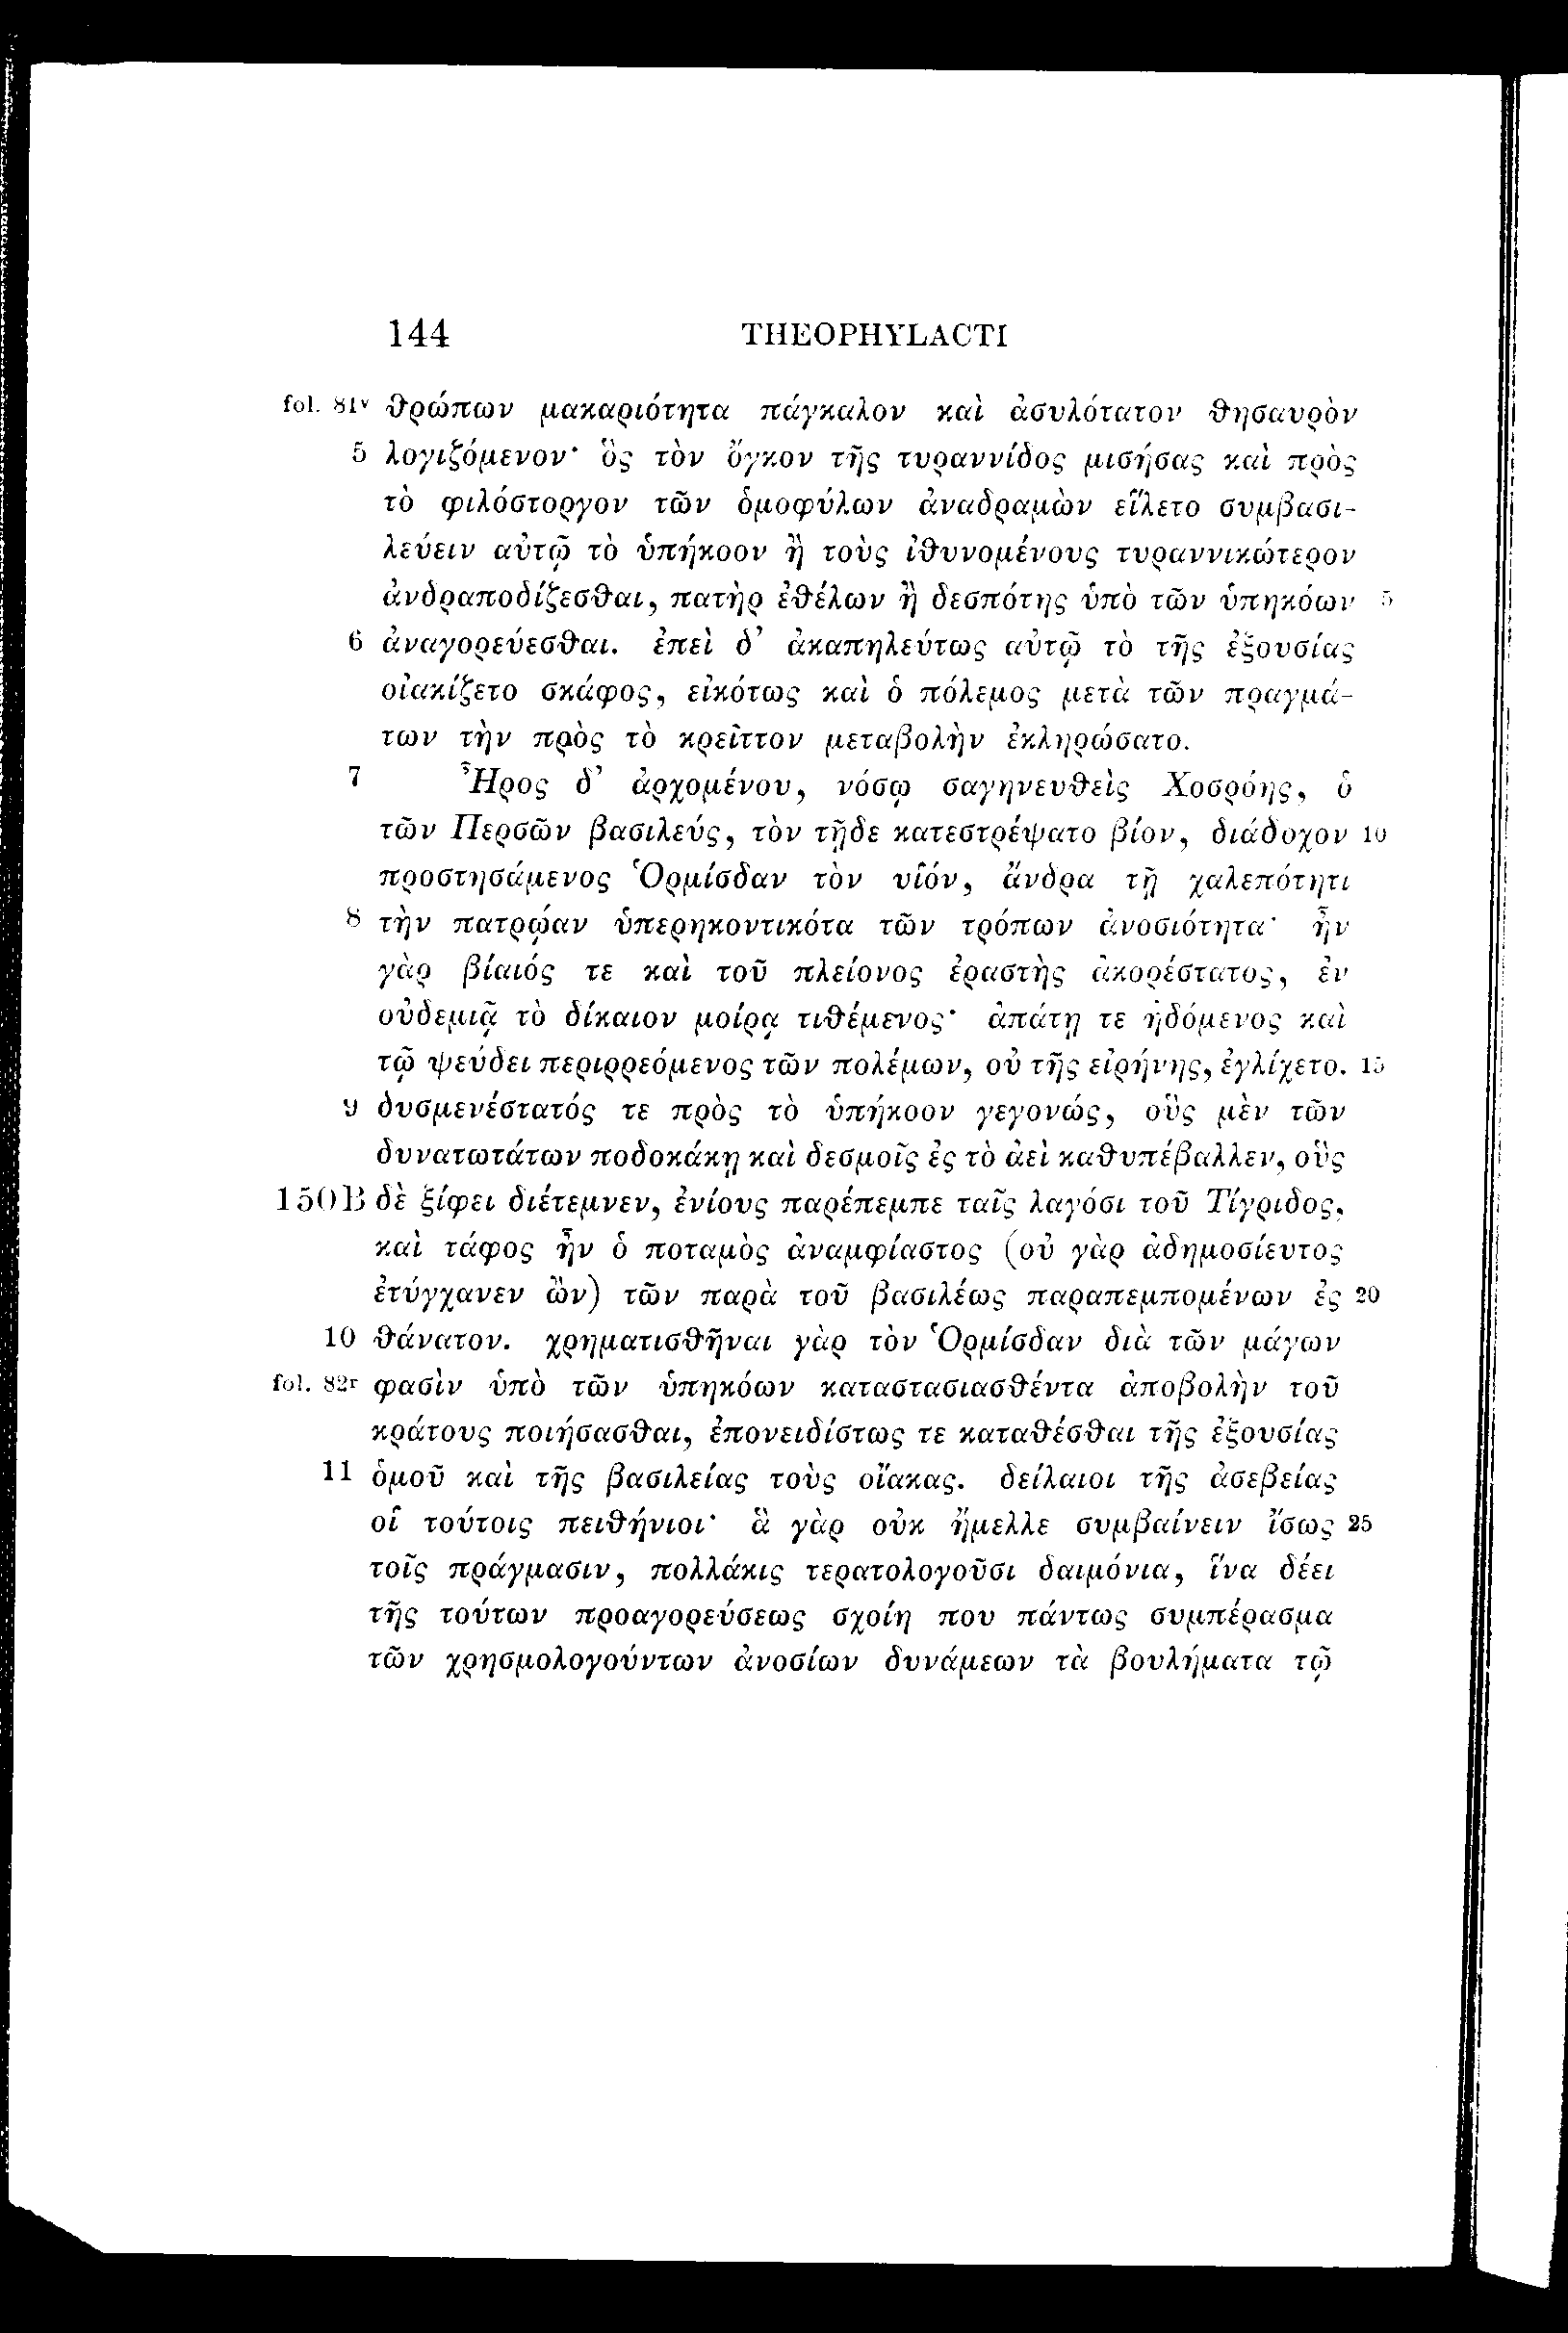 144 THEOPHYLACTI
fol. 81v θρώπων μακαριότητα πάγκαλον καὶ ἀσυλότατον θησαυρὸν
5 λογιζόμενον· ὃς τὸν ὄγκον τῆς τυραννίδος μισήσας καὶ πρὸς
τὸ φιλόστοργον τῶν ὁμοφύλων ἀναδραμὼν εἵλετο συμβασι-
λεύειν αὐτῷ τὸ ὑπήκοον ἢ τοὺς ἰθυνομένους τυραννικώτερον
ἀνδραποδίζεσθαι, πατὴρ ἐθέλων ἢ δεσπότης ὑπὸ τῶν ὑπηκόων 5
6 ἀναγορεύεσθαι. ἐπεὶ δ’ ἀκαπηλεύτως αὐτῷ τὸ τῆς ἐξουσίας
οἰακίζετο σκάφος, εἰκότως καὶ ὁ πόλεμος μετὰ τῶν πραγμά-
των τὴν πρὸς τὸ κρεῖττον μεταβολὴν ἐκληρώσατο.
7 Ἦρος δ’ ἀρχομένου, νόσῳ σαγηνευθεὶς Χοσρόης, ὁ
τῶν Περσῶν βασιλεύς, τὸν τῇδε κατεστρέψατο βίον, διάδοχον 10
προστησάμενος Ὁρμίσδαν τὸν υἱόν, ἄνδρα τῇ χαλεπότητι
8 τὴν πατρῴαν ὑπερηκοντικότα τῶν τρόπων ἀνοσιότητα· ἦν
γὰρ βίαιός τε καὶ τοῦ πλείονος ἐραστὴς ἀκορέστατος, ἐν
οὐδεμιᾷ τὸ δίκαιον μοίρᾳ τιθέμενος· ἀπάτῃ τε ἡδόμενος καὶ
τῷ ψεύδει περιρρεόμενος τῶν πολέμων, οὐ τῆς εἰρήνης, ἐγλίχετο. 15
9 δυσμενέστατός τε πρὸς τὸ ὑπήκοον γεγονώς, οὓς μὲν τῶν
δυνατωτάτων ποδοκάκῃ καὶ δεσμοῖς ἐς τὸ ἀεὶ καθυπέβαλλεν, οὓς
150B δὲ ξίφει διέτεμνεν, ἐνίους παρέπεμπε ταῖς λαγόσι τοῦ Τίγριδος,
καὶ τάφος ἦν ὁ ποταμὸς ἀναμφίαστος (οὐ γὰρ ἀδημοσίευτος
ἐτύγχανεν ὢν) τῶν παρὰ τοῦ βασιλέως παραπεμπομένων ἐς 20
10 θάνατον. χρηματισθῆναι γὰρ τὸν Ὁρμίσδαν διὰ τῶν μάγων
fol. 82r φασὶν ὑπὸ τῶν ὑπηκόων καταστασιασθέντα ἀποβολὴν τοῦ
κράτους ποιήσασθαι, ἐπονειδίστως τε καταθέσθαι τῆς ἐξουσίας
11 ὁμοῦ καὶ τῆς βασιλείας τοὺς οἴακας. δείλαιοι τῆς ἀσεβείας
οἱ τούτοις πειθήνιοι· ἃ γὰρ οὐκ ἤμελλε συμβαίνειν ἴσως 25
τοῖς πράγμασιν, πολλάκις τερατολογοῦσι δαιμόνια, ἵνα δέει
τῆς τούτων προαγορεύσεως σχοίη που πάντως συμπέρασμα
τῶν χρησμολογούντων ἀνοσίων δυνάμεων τὰ βουλήματα τῷ